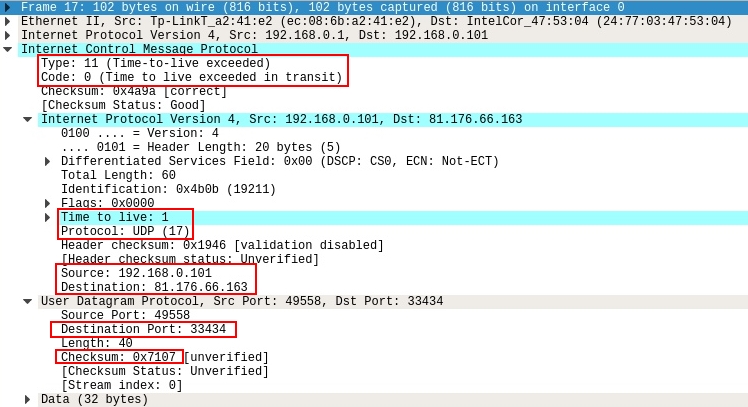 Frame 17: 102 bytes on wire (816 bits), 102 bytes captured (816 bits) on interface 0
Ethernet II, Src: Tp-LinkT_a2:41:e2 (ec:08:6b:a2:41:e2), Dst: IntelCor_47:53:04 (24:77:03:47:53:04)
Internet Protocol Version 4, Src: 192.168.0.1, Dst: 192.168.0.101
Internet Control Message Protocol
Type: 11 (Time-to-live exceeded)
Code: 0 (Time to live exceeded in transit)
Checksum: 0x4a9a [correct]
[Checksum Status: Good]
Internet Protocol Version 4, Src: 192.168.0.101, Dst: 81.176.66.163
0100 .... = Version: 4
.... 0101 = Header Length: 20 bytes (5)
Differentiated Services Field: 0x00 (DSCP: CS0, ECN: Not-ECT)
Total Length: 60
Identification: 0x4b0b (19211)
Flags: 0x0000
Time to live: 1
Protocol: UDP (17)
Header checksum: 0x1946 [validation disabled]
[Header checksum status: Unverified]
Source: 192.168.0.101
Destination: 81.176.66.163
User Datagram Protocol, Src Port: 49558, Dst Port: 33434
Source Port: 49558
Destination Port: 33434
Length: 40
Checksum: 0x7107 [unverified]
[Checksum Status: Unverified]
[Stream index: 0]
Data (32 bytes)